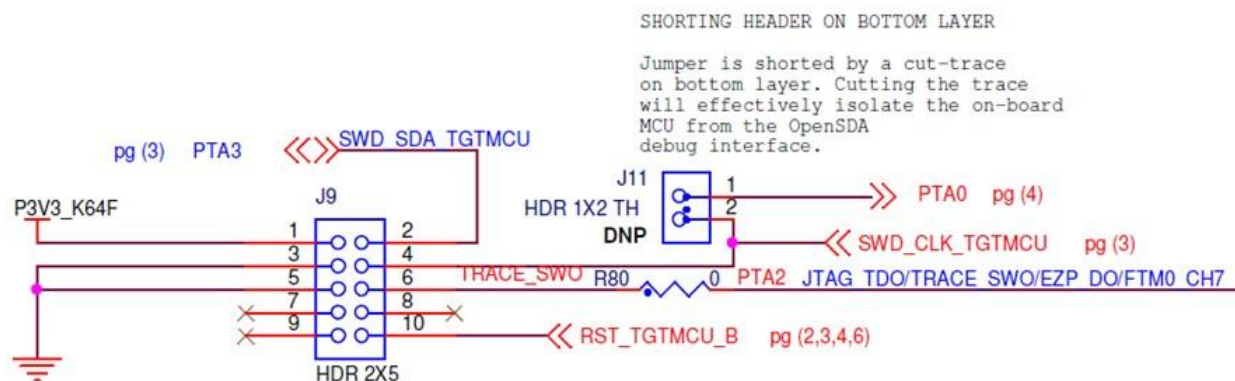 SHORTING HEADER ON BOTTOM LAYER
Jumper is shorted by a cut-trace
on bottom layer. Cutting the trace
will effectively isolate the on-board
MCU from the OpenSDA
debug interface.
pg (3) PTA3 SWD_SDA_TGTMCU
J9
P3V3_K64F
J11
HDR 1X2 TH
DNP
1
2
PTA0 pg (4)
SWD_CLK_TGTMCU pg (3)
1 2
3 4
5 6
7 8
9 10
TRACE_SWO R80 0 PTA2 JTAG_TDO/TRACE_SWO/EZP_DO/FTM0_CH7
RST_TGTMCU_B pg (2,3,4,6)
HDR 2X5